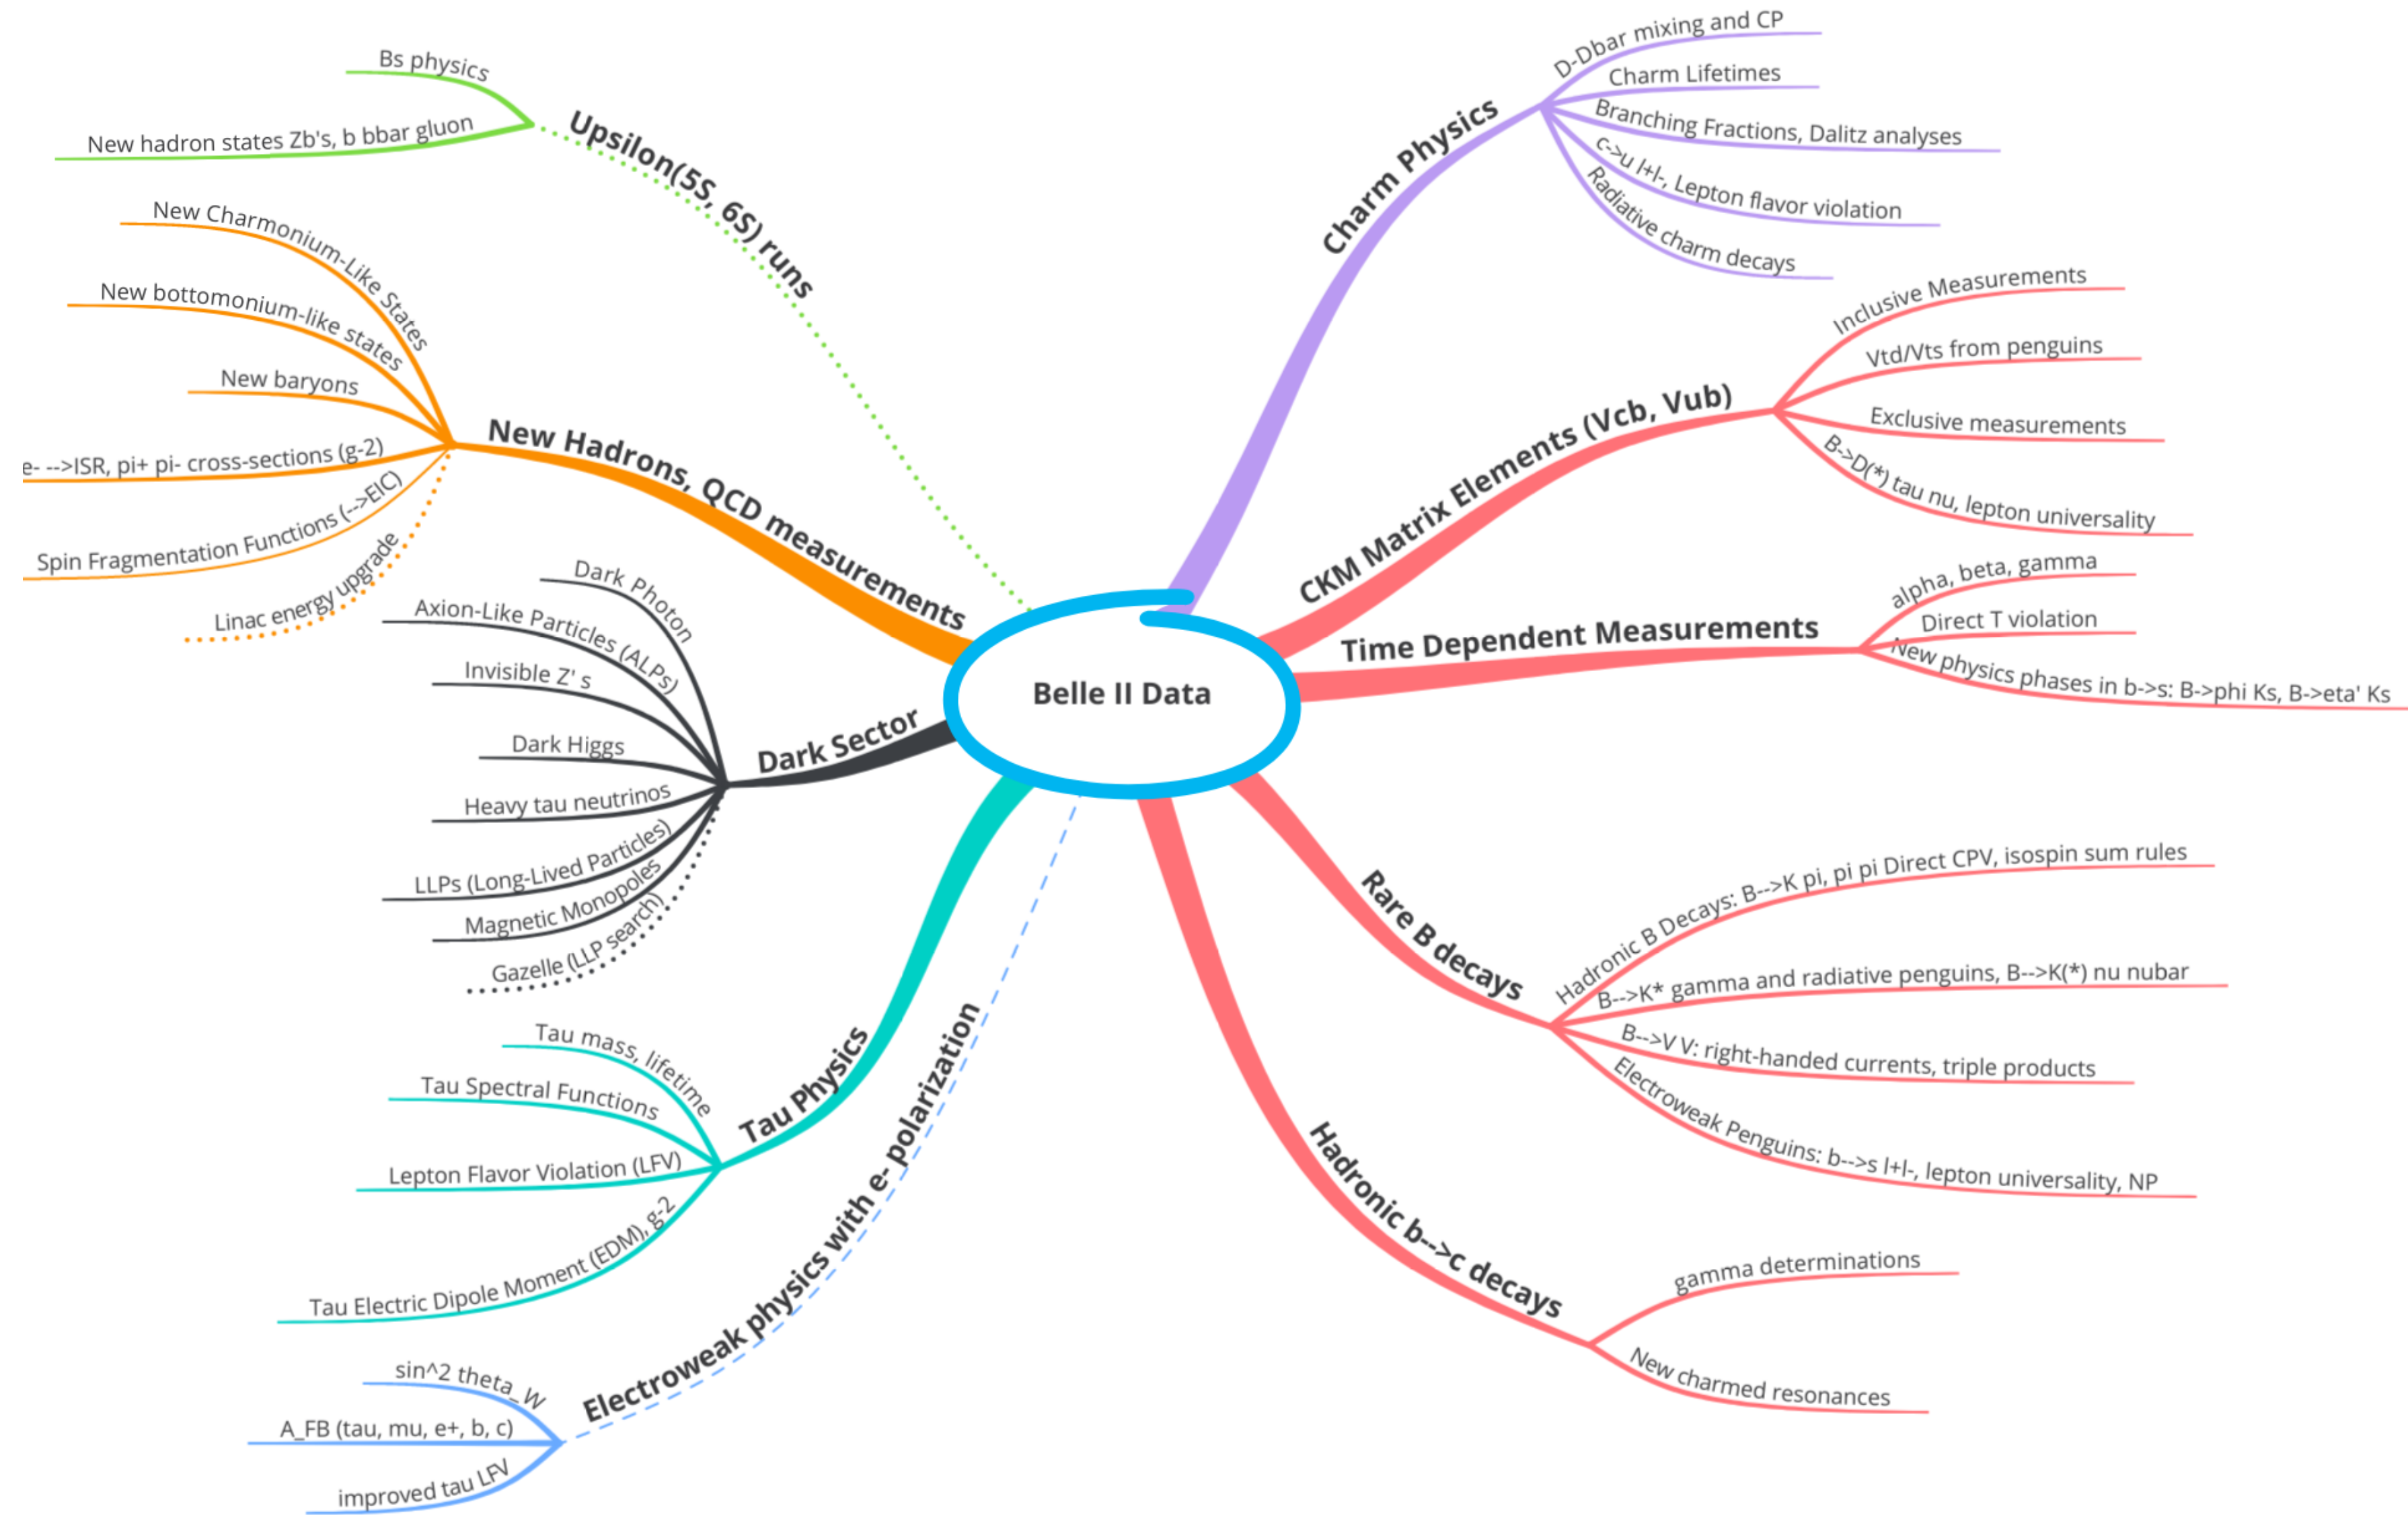 Belle II Data
Charm Physics
D-Dbar mixing and CP
Charm Lifetimes
Branching Fractions, Dalitz analyses
c->u l+l-, Lepton flavor violation
Radiative charm decays
CKM Matrix Elements (Vcb, Vub)
Inclusive Measurements
Vtd/Vts from penguins
Exclusive measurements
B->D(*) tau nu, lepton universality
Time Dependent Measurements
alpha, beta, gamma
Direct T violation
New physics phases in b->s: B->phi Ks, B->eta' Ks
Rare B decays
Hadronic B Decays: B-->K pi, pi pi Direct CPV, isospin sum rules
B-->K* gamma and radiative penguins, B-->K(*) nu nubar
B-->V V: right-handed currents, triple products
Electroweak Penguins: b-->s l+l-, lepton universality, NP
Hadronic b-->c decays
gamma determinations
New charmed resonances
Upsilon(5S, 6S) runs
Bs physics
New hadron states Zb's, b bbar gluon
New Hadrons, QCD measurements
New Charmonium-Like States
New bottomonium-like states
New baryons
e- -->ISR, pi+ pi- cross-sections (g-2)
Spin Fragmentation Functions (-->EIC)
Linac energy upgrade
Dark Sector
Dark Photon
Axion-Like Particles (ALPs)
Invisible Z' s
Dark Higgs
Heavy tau neutrinos
LLPs (Long-Lived Particles)
Magnetic Monopoles
Gazelle (LLP search)
Tau Physics
Tau mass, lifetime
Tau Spectral Functions
Lepton Flavor Violation (LFV)
Tau Electric Dipole Moment (EDM), g-2
Electroweak physics with e- polarization
sin^2 theta_W
A_FB (tau, mu, e+, b, c)
improved tau LFV